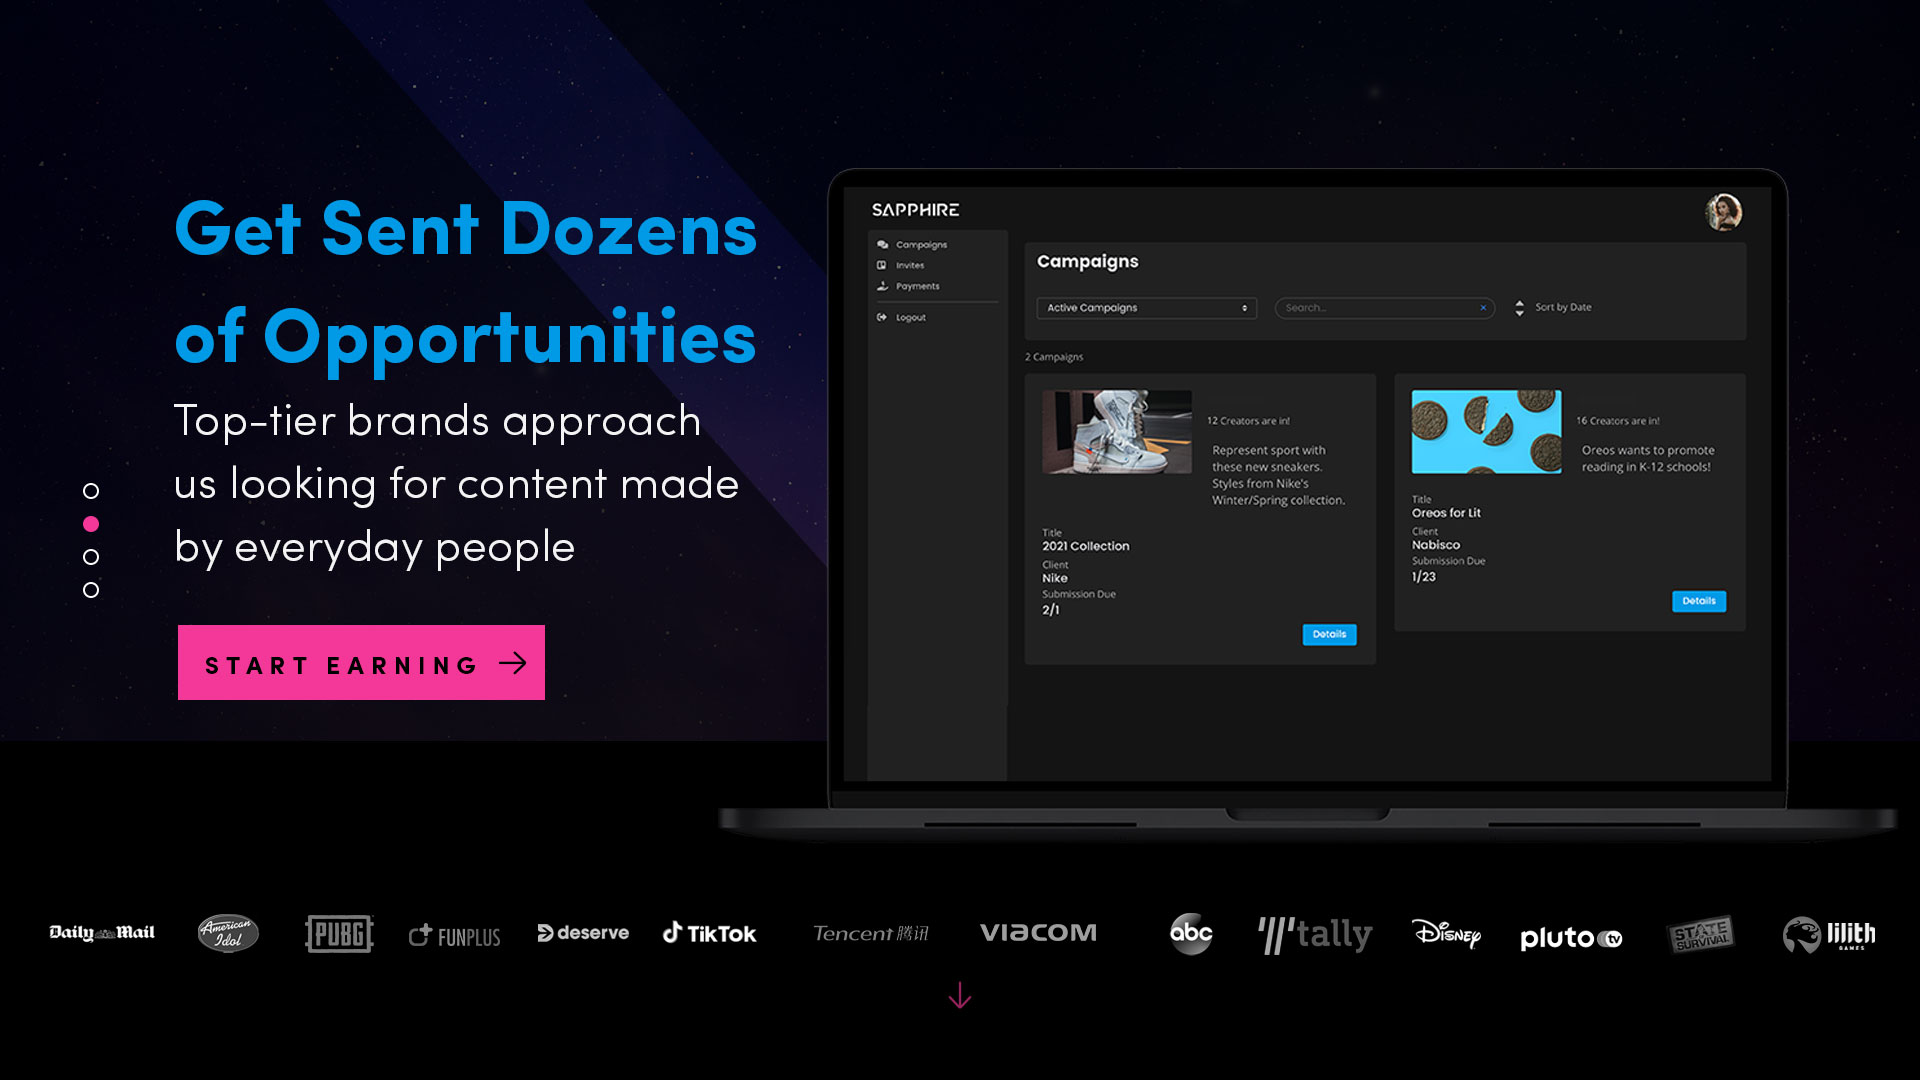 Get Sent Dozens
of Opportunities
Top-tier brands approach
us looking for content made
by everyday people
START EARNING
SAPPHIRE
Campaigns
Invites
Payments
Logout
Campaigns
Active Campaigns
Search...
Sort by Date
2 Campaigns
12 Creators are in!
Represent sport with
these new sneakers.
Styles from Nike's
Winter/Spring collection.
Title
2021 Collection
Client
Nike
Submission Due
2/1
Details
16 Creators are in!
Oreos wants to promote
reading in K-12 schools!
Title
Oreos for Lit
Client
Nabisco
Submission Due
1/23
Details
Daily Mail
American
Idol
PUBG
FUNPLUS
deserve
TikTok
Tencent 腾讯
VIACOM
abc
tally
Disney
pluto tv
STATE
OF
SURVIVAL
lilith
GAMES